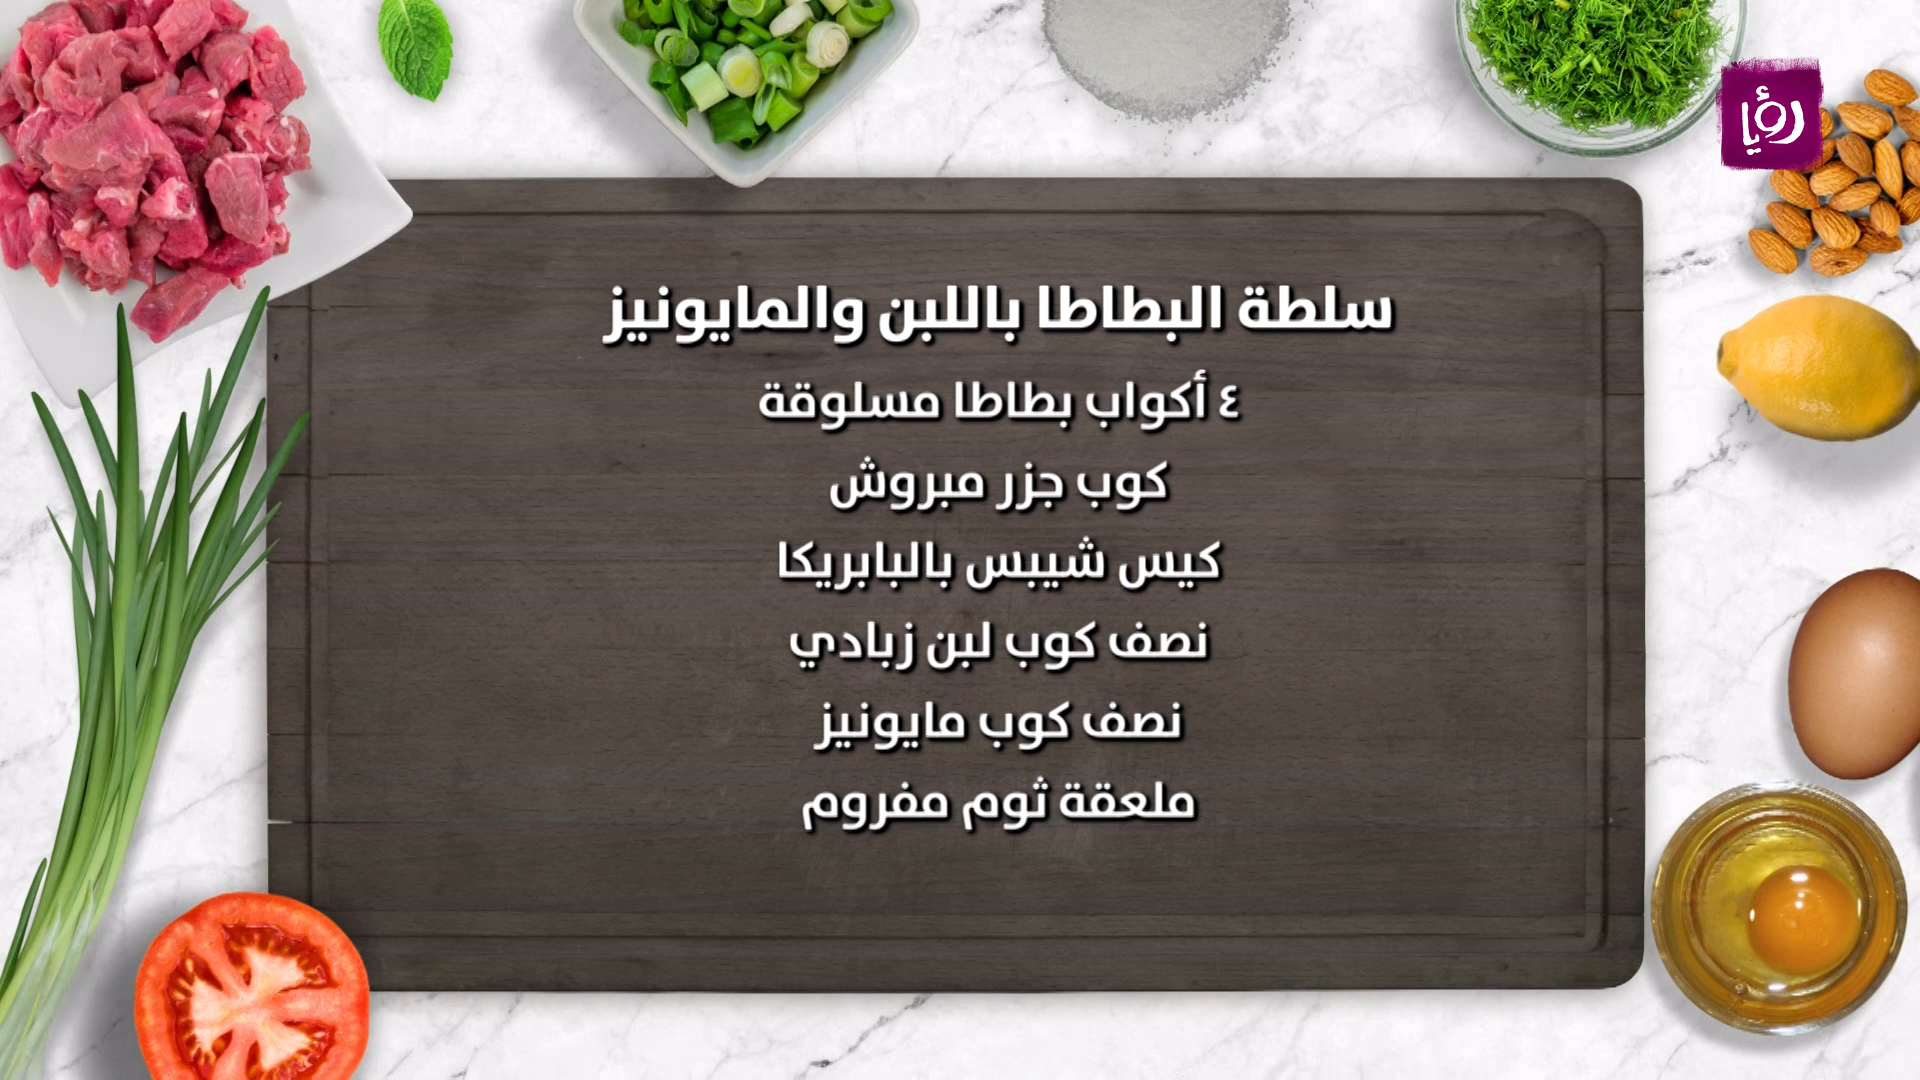 رؤيا
سلطة البطاطا باللبن والمايونيز
٤ أكواب بطاطا مسلوقة
كوب جزر مبروش
كيس شيبس بالبابريكا
نصف كوب لبن زبادي
نصف كوب مايونيز
ملعقة ثوم مفروم